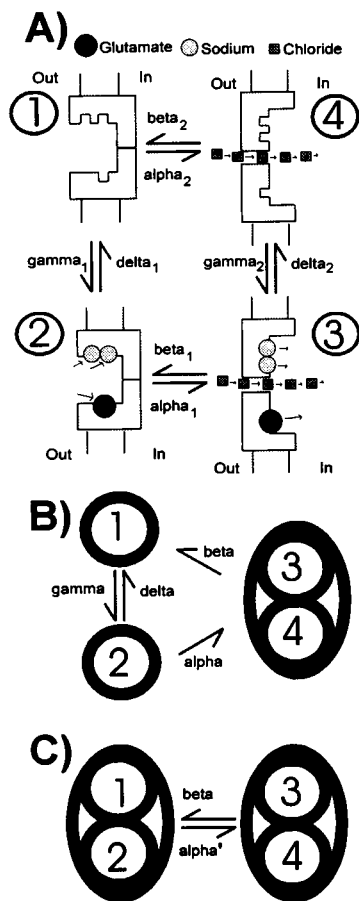 A)
Glutamate Sodium Chloride
Out In Out In
1 4
beta2
alpha2
gamma1 delta1 gamma2 delta2
2 3
beta1
alpha1
Out In Out In
B)
1
beta
3
gamma delta
4
2
alpha
C)
1 3
beta
alpha'
2 4